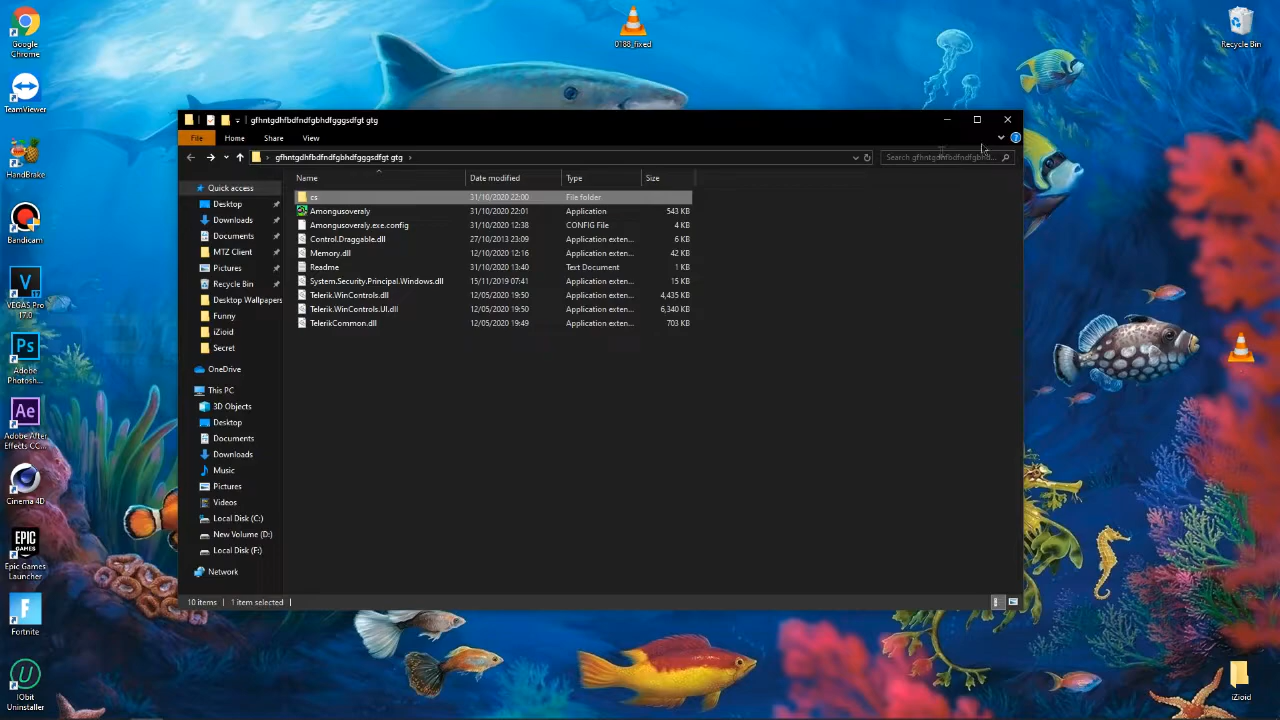 Google
Chrome
TeamViewer
HandBrake
Bandicam
VEGAS Pro
17.0
Adobe
Photosh...
Adobe After
Effects CC...
Cinema 4D
Epic Games
Launcher
Fortnite
IObit
Uninstaller
0188_fixed
Recycle Bin
iZioid
gfhntgdhfbdfndfgbhdfgggsdfgt gtg
File Home Share View
gfhntgdhfbdfndfgbhdfgggsdfgt gtg
Search gfhntgdhfbdfndfgbhd...
Name Date modified Type Size
Quick access
Desktop
Downloads
Documents
MTZ Client
Pictures
Recycle Bin
Desktop Wallpapers
Funny
iZioid
Secret
OneDrive
This PC
3D Objects
Desktop
Documents
Downloads
Music
Pictures
Videos
Local Disk (C:)
New Volume (D:)
Local Disk (F:)
Network
cs 31/10/2020 22:00 File folder
Amongusoveraly 31/10/2020 22:01 Application 543 KB
Amongusoveraly.exe.config 31/10/2020 12:38 CONFIG File 4 KB
Control.Draggable.dll 27/10/2013 23:09 Application exten... 6 KB
Memory.dll 12/10/2020 12:16 Application exten... 42 KB
Readme 31/10/2020 13:40 Text Document 1 KB
System.Security.Principal.Windows.dll 15/11/2019 07:41 Application exten... 15 KB
Telerik.WinControls.dll 12/05/2020 19:50 Application exten... 4,435 KB
Telerik.WinControls.UI.dll 12/05/2020 19:50 Application exten... 6,340 KB
TelerikCommon.dll 12/05/2020 19:49 Application exten... 703 KB
10 items 1 item selected